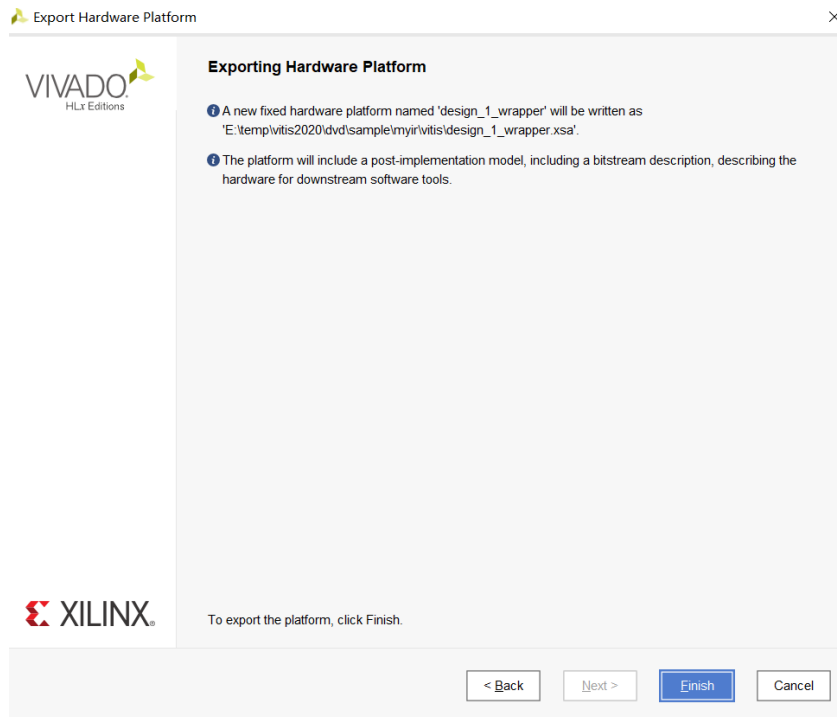 Export Hardware Platform
VIVADO.
HLx Editions
Exporting Hardware Platform
A new fixed hardware platform named 'design_1_wrapper' will be written as
'E:\temp\vitis2020\dvd\sample\myir\vitis\design_1_wrapper.xsa'.
The platform will include a post-implementation model, including a bitstream description, describing the
hardware for downstream software tools.
XILINX.
To export the platform, click Finish.
< Back
Next >
Finish
Cancel